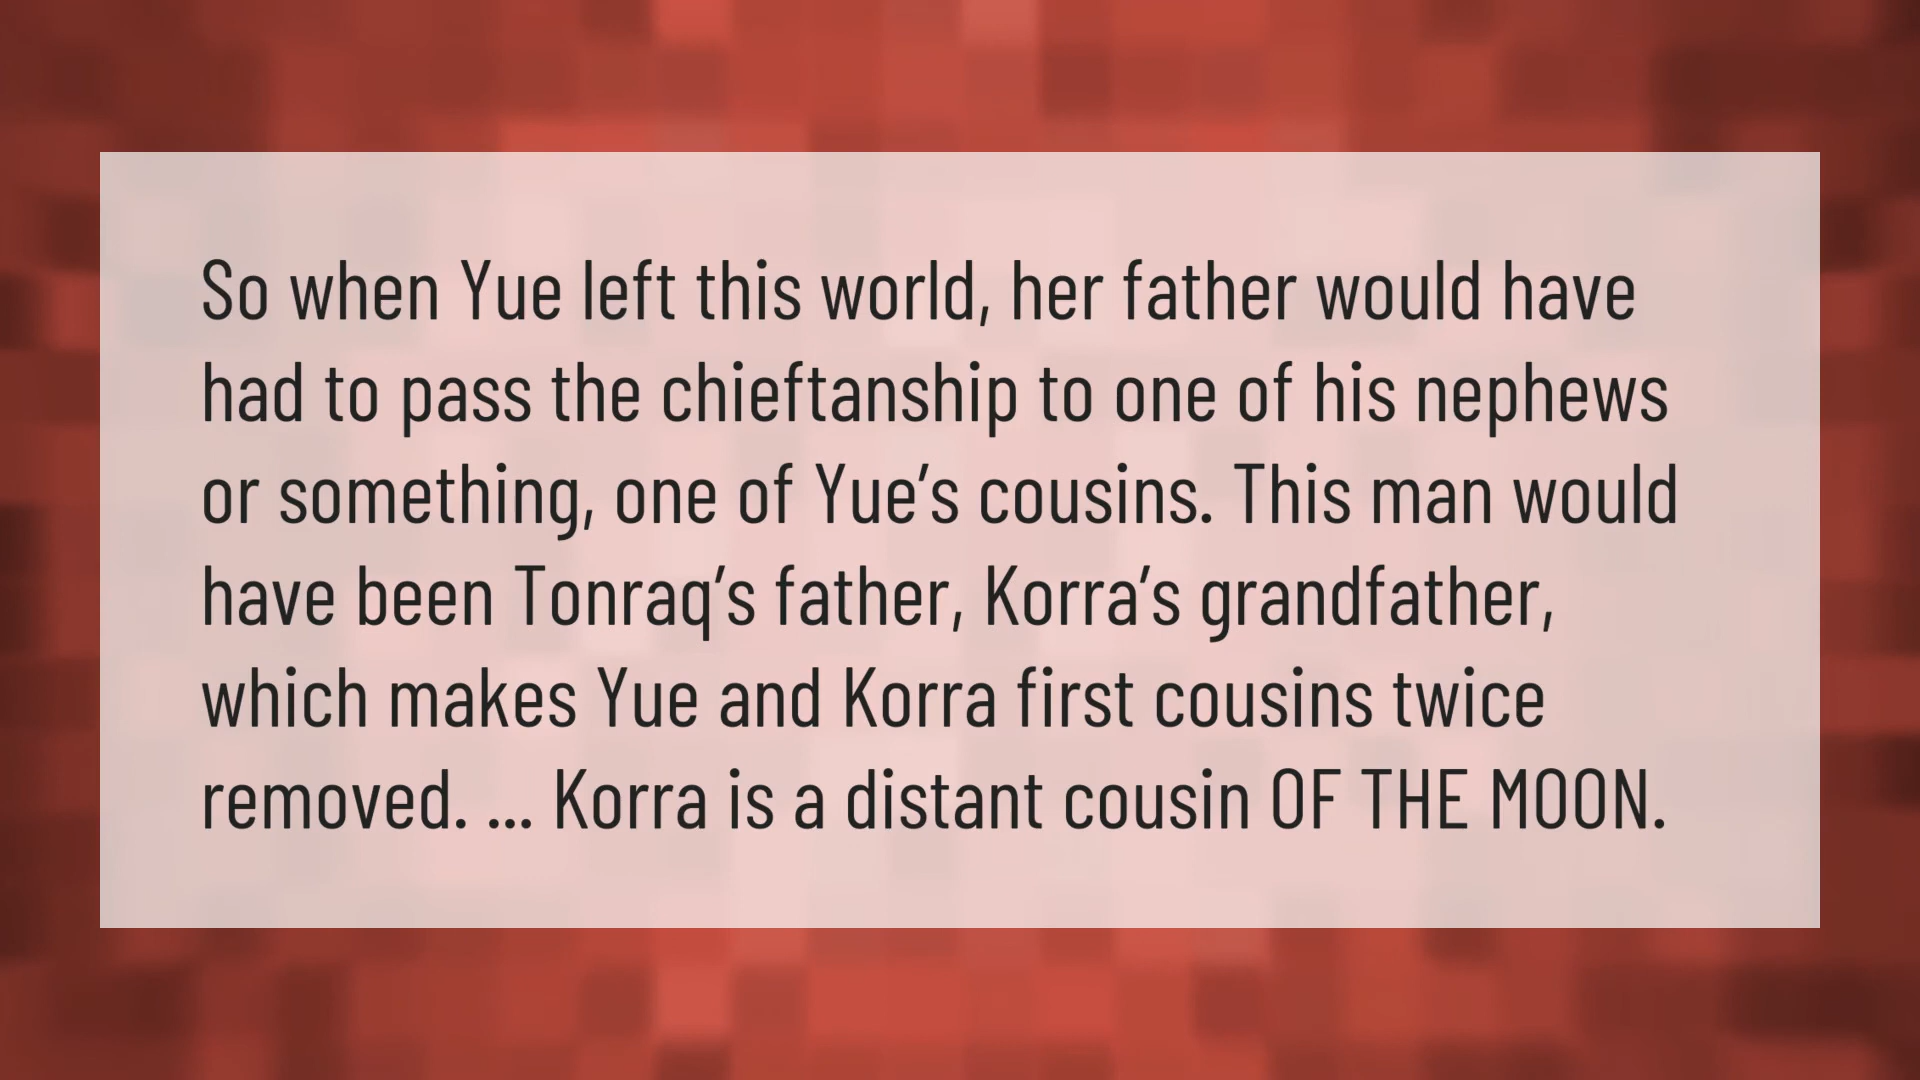 So when Yue left this world, her father would have
had to pass the chieftanship to one of his nephews
or something, one of Yue’s cousins. This man would
have been Tonraq’s father, Korra’s grandfather,
which makes Yue and Korra first cousins twice
removed. ... Korra is a distant cousin OF THE MOON.